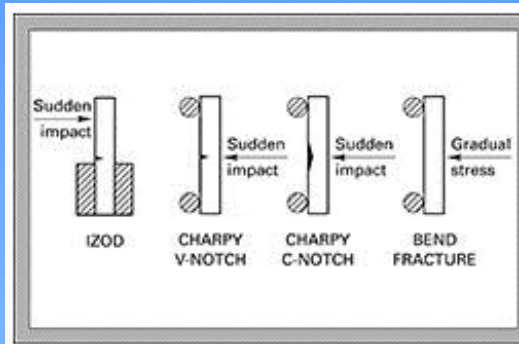 Sudden
impact
Sudden
impact
Sudden
impact
Gradual
stress
IZOD
CHARPY
V-NOTCH
CHARPY
C-NOTCH
BEND
FRACTURE